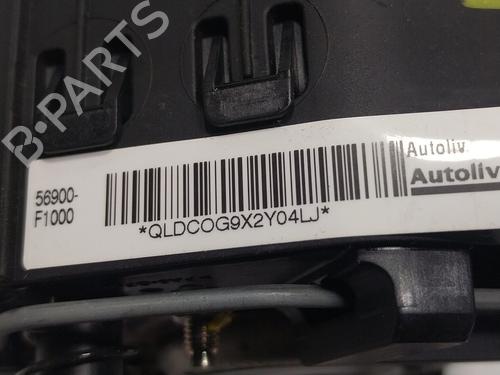 B-PARTS
56900-
F1000
*QLDCOG9X2Y04LJ*
Autoliv
Autoliv